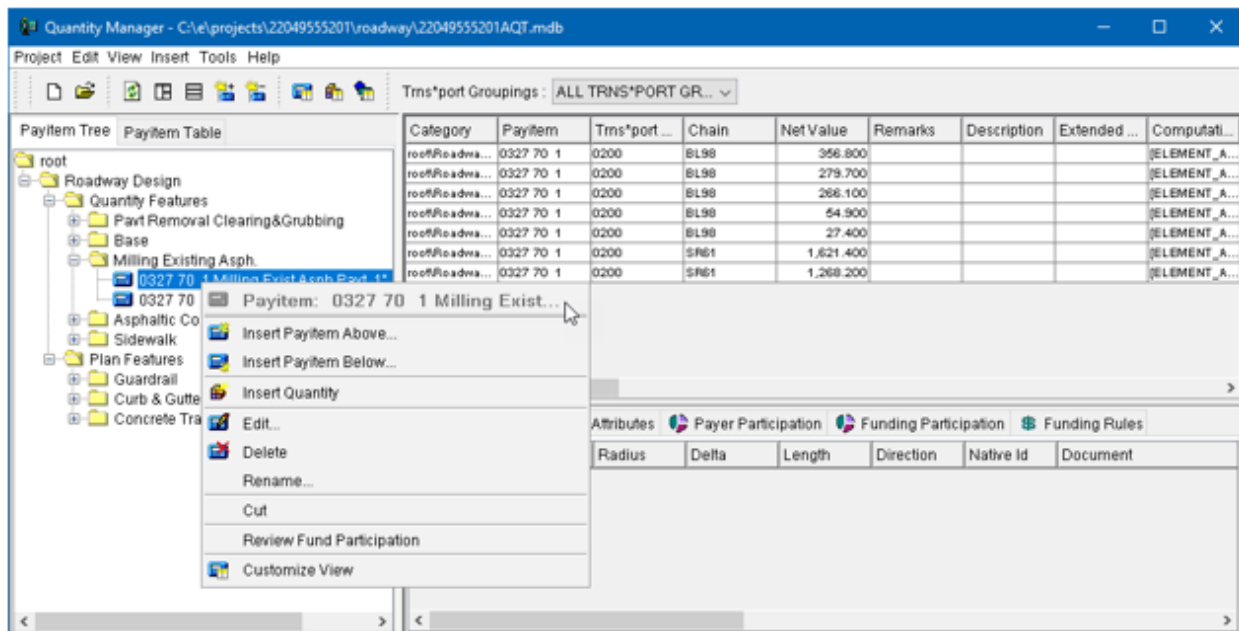 Quantity Manager - C:\e\projects\22049555201\roadway\22049555201AQT.mdb
Project Edit View Insert Tools Help
Trns*port Groupings : ALL TRNS*PORT GR...
Payitem Tree Payitem Table
root
Roadway Design
Quantity Features
Pavt Removal Clearing&Grubbing
Base
Milling Existing Asph.
0327 70 1 Milling Exist Asph Pavt, 1"
0327 70
Asphaltic Co
Sidewalk
Plan Features
Guardrail
Curb & Gutte
Concrete Tra
Category Payitem Trns*port ... Chain Net Value Remarks Description Extended ... Computati...
root\Roadwa... 0327 70 1 0200 BL98 356.800 [ELEMENT_A...
root\Roadwa... 0327 70 1 0200 BL98 279.700 [ELEMENT_A...
root\Roadwa... 0327 70 1 0200 BL98 266.100 [ELEMENT_A...
root\Roadwa... 0327 70 1 0200 BL98 54.900 [ELEMENT_A...
root\Roadwa... 0327 70 1 0200 BL98 27.400 [ELEMENT_A...
root\Roadwa... 0327 70 1 0200 SR61 1,621.400 [ELEMENT_A...
root\Roadwa... 0327 70 1 0200 SR61 1,268.200 [ELEMENT_A...
Payitem: 0327 70 1 Milling Exist...
Insert Payitem Above...
Insert Payitem Below...
Insert Quantity
Edit...
Delete
Rename...
Cut
Review Fund Participation
Customize View
Attributes Payer Participation Funding Participation Funding Rules
Radius Delta Length Direction Native Id Document